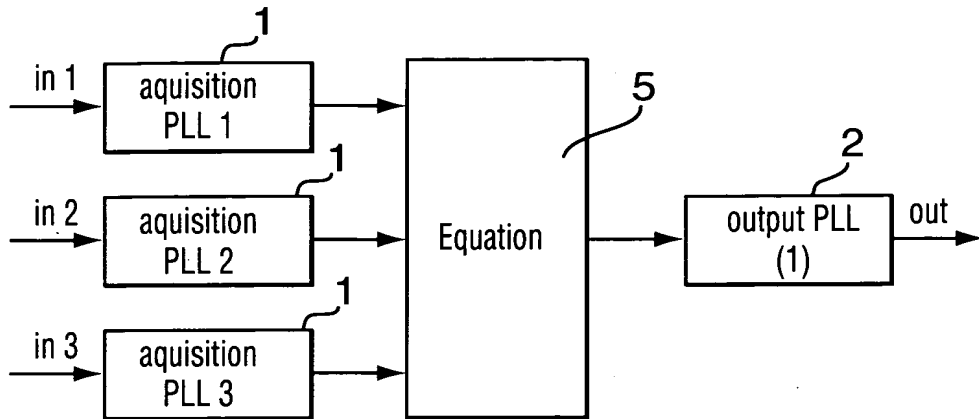 1
in 1
aquisition
PLL 1
1
in 2
aquisition
PLL 2
1
in 3
aquisition
PLL 3
5
Equation
2
output PLL
(1)
out